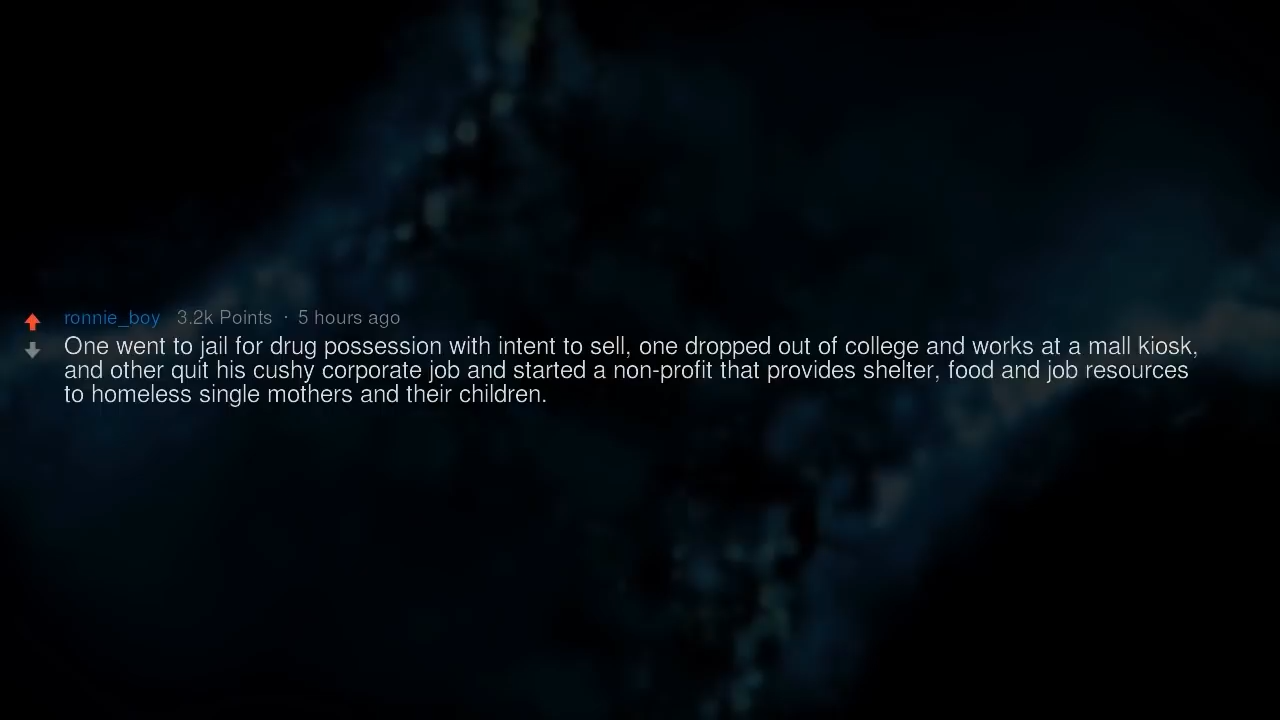 ronnie_boy 3.2k Points · 5 hours ago
One went to jail for drug possession with intent to sell, one dropped out of college and works at a mall kiosk,
and other quit his cushy corporate job and started a non-profit that provides shelter, food and job resources
to homeless single mothers and their children.